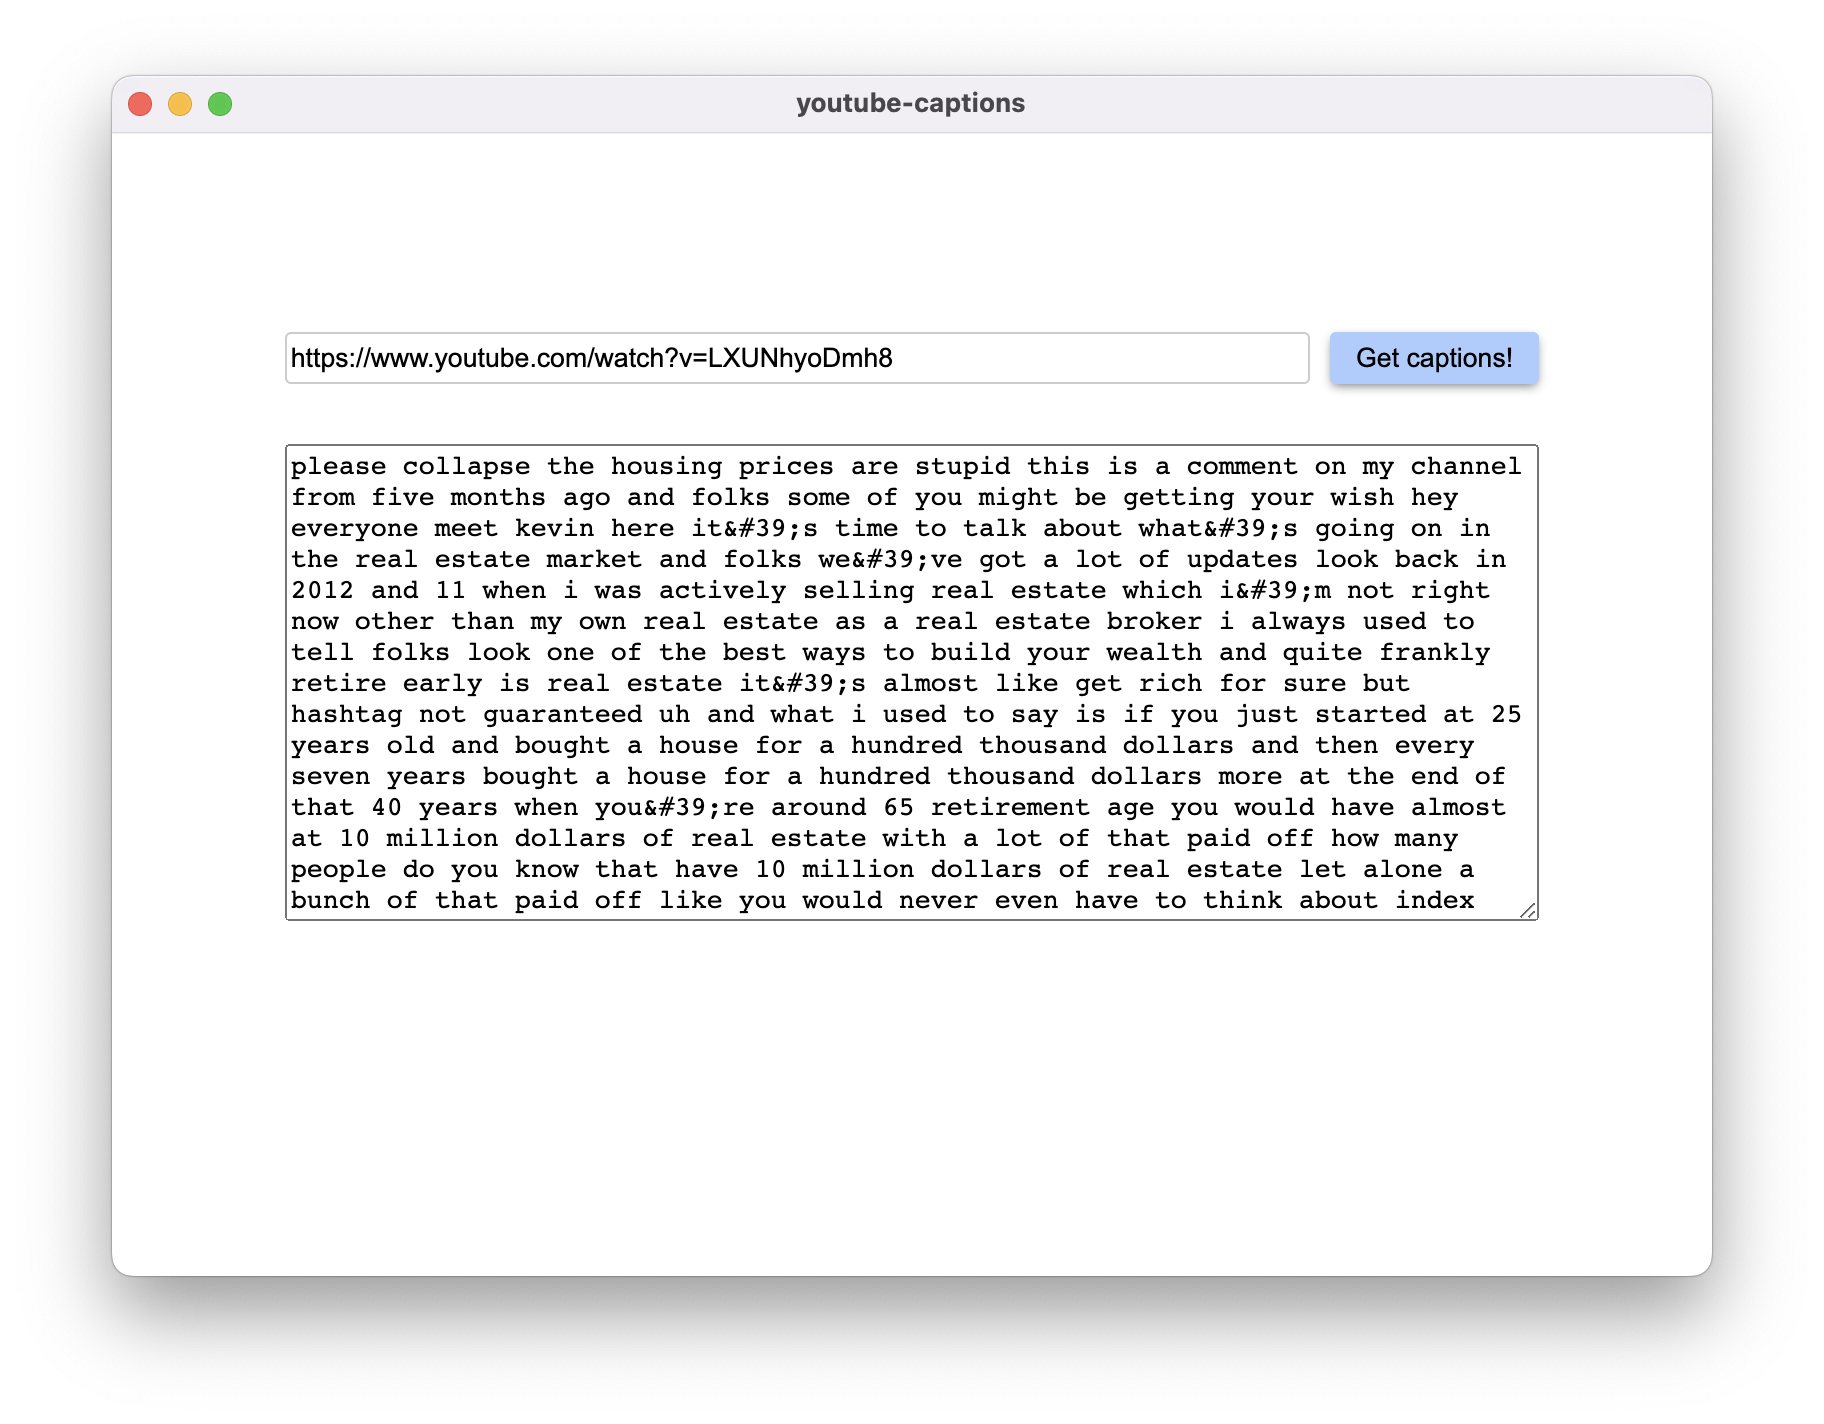 youtube-captions
https://www.youtube.com/watch?v=LXUNhyoDmh8
Get captions!
please collapse the housing prices are stupid this is a comment on my channel
from five months ago and folks some of you might be getting your wish hey
everyone meet kevin here it&#39;s time to talk about what&#39;s going on in
the real estate market and folks we&#39;ve got a lot of updates look back in
2012 and 11 when i was actively selling real estate which i&#39;m not right
now other than my own real estate as a real estate broker i always used to
tell folks look one of the best ways to build your wealth and quite frankly
retire early is real estate it&#39;s almost like get rich for sure but
hashtag not guaranteed uh and what i used to say is if you just started at 25
years old and bought a house for a hundred thousand dollars and then every
seven years bought a house for a hundred thousand dollars more at the end of
that 40 years when you&#39;re around 65 retirement age you would have almost
at 10 million dollars of real estate with a lot of that paid off how many
people do you know that have 10 million dollars of real estate let alone a
bunch of that paid off like you would never even have to think about index